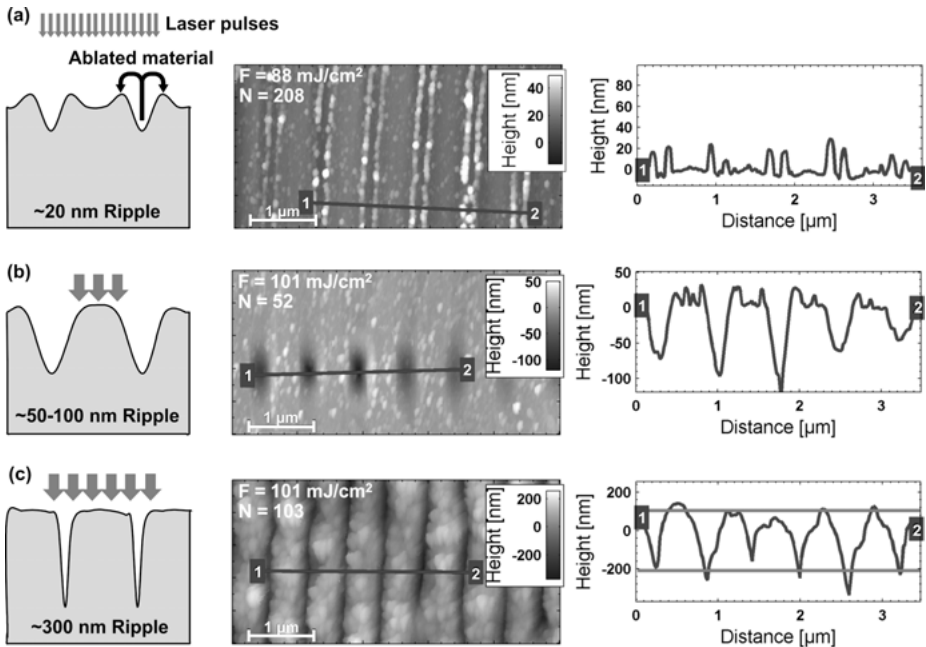 (a)
Laser pulses
Ablated material
~20 nm Ripple
F = 88 mJ/cm²
N = 208
Height [nm]
40
20
0
1
2
1 µm
Height [nm]
80
60
40
20
0
1
2
0
1
2
3
Distance [µm]
(b)
~50-100 nm Ripple
F = 101 mJ/cm²
N = 52
Height [nm]
50
0
-50
-100
1
2
1 µm
Height [nm]
50
0
-50
-100
1
2
0
1
2
3
Distance [µm]
(c)
~300 nm Ripple
F = 101 mJ/cm²
N = 103
Height [nm]
200
0
-200
1
2
1 µm
Height [nm]
200
0
-200
1
2
0
1
2
3
Distance [µm]